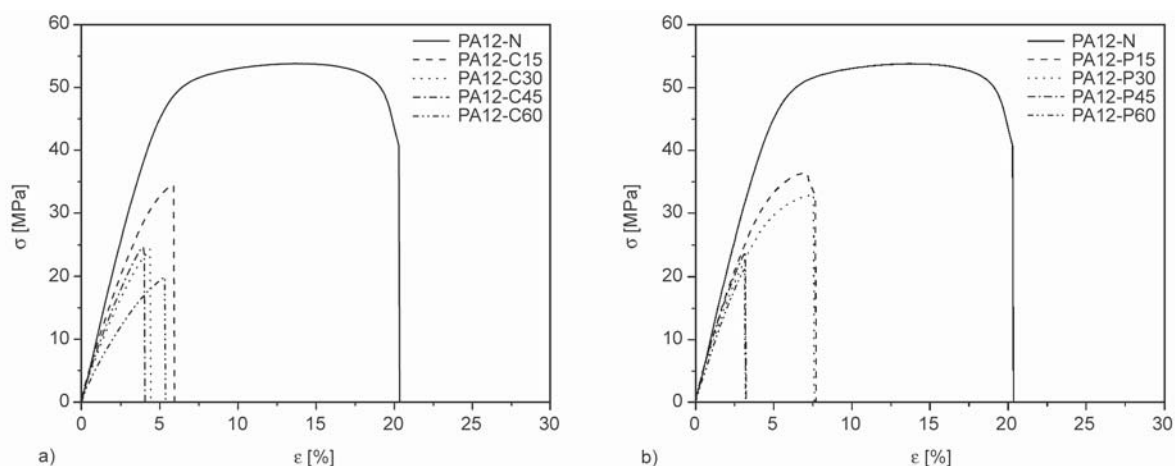 60
50
40
30
20
10
0
σ [MPa]
PA12-N
PA12-C15
PA12-C30
PA12-C45
PA12-C60
0 5 10 15 20 25 30
a) ε [%]
60
50
40
30
20
10
0
σ [MPa]
PA12-N
PA12-P15
PA12-P30
PA12-P45
PA12-P60
0 5 10 15 20 25 30
b) ε [%]